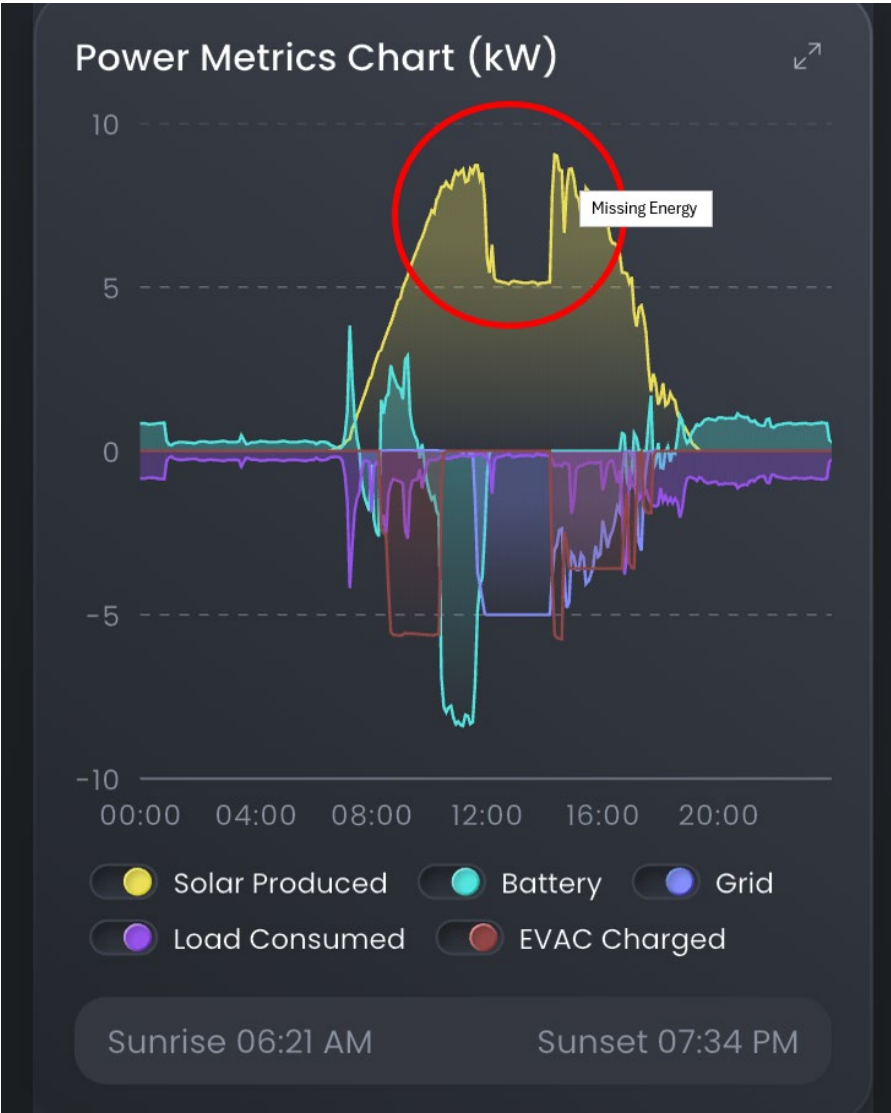 Power Metrics Chart (kW)
10
Missing Energy
5
0
-5
-10
00:00 04:00 08:00 12:00 16:00 20:00
Solar Produced Battery Grid
Load Consumed EVAC Charged
Sunrise 06:21 AM Sunset 07:34 PM